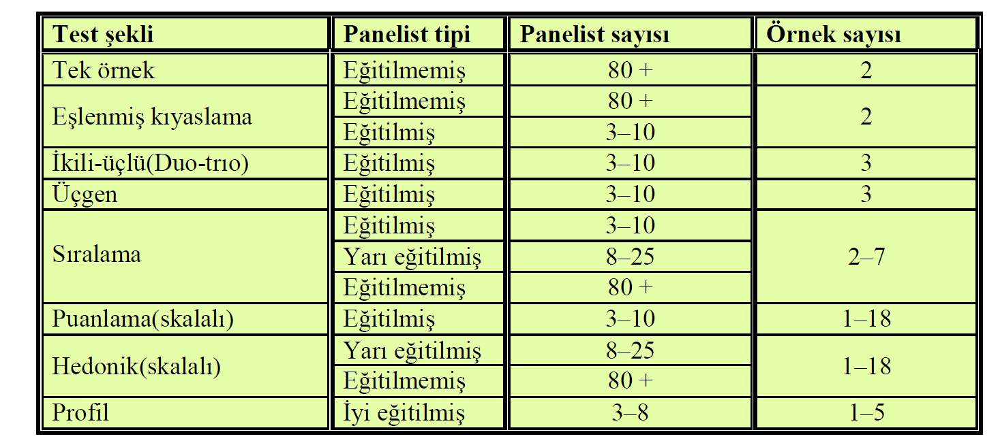 Test şekli Panelist tipi Panelist sayısı Örnek sayısı
Tek örnek Eğitilmemiş 80 + 2
Eşlenmiş kıyaslama Eğitilmemiş 80 + 2
Eğitilmiş 3–10
İkili-üçlü(Duo-trıo) Eğitilmiş 3–10 3
Üçgen Eğitilmiş 3–10 3
Sıralama Eğitilmiş 3–10 2–7
Yarı eğitilmiş 8–25
Eğitilmemiş 80 +
Puanlama(skalalı) Eğitilmiş 3–10 1–18
Hedonik(skalalı) Yarı eğitilmiş 8–25 1–18
Eğitilmemiş 80 +
Profil İyi eğitilmiş 3–8 1–5